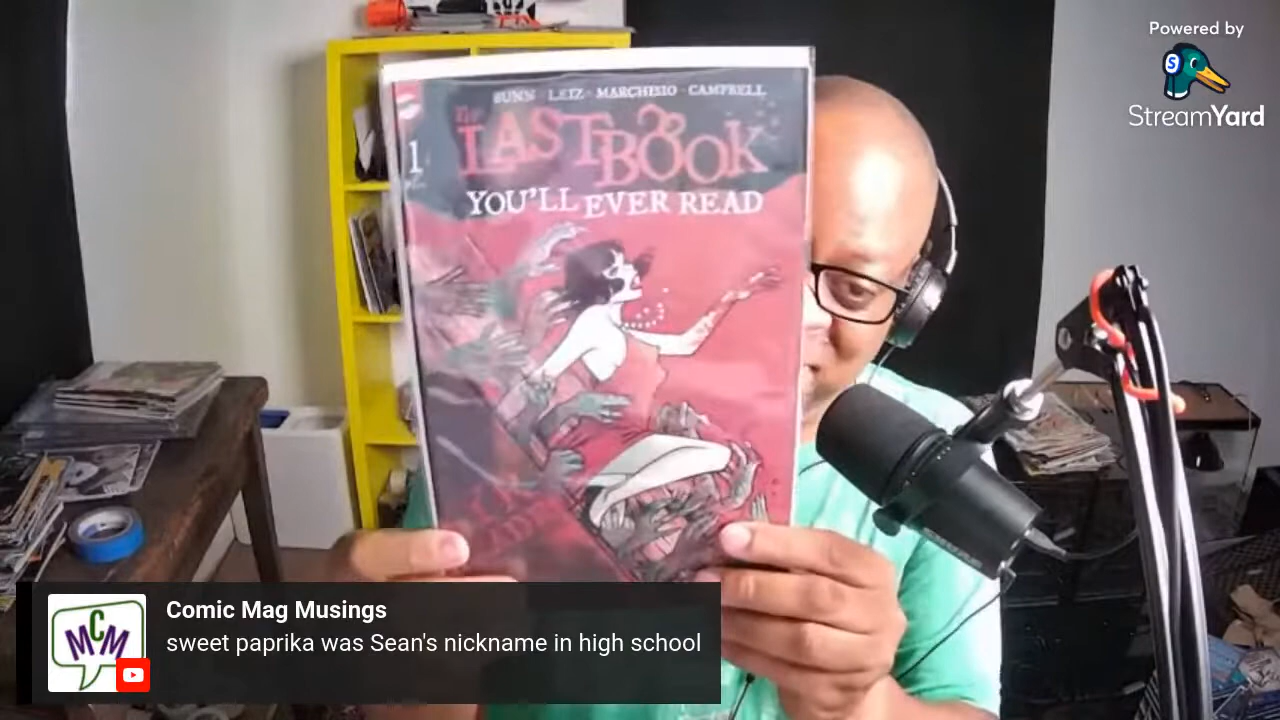 Powered by
S
StreamYard
BUNN · LEIZ · MARCHISIO · CAMPBELL
THE
LAST BOOK
YOU'LL EVER READ
1
MCM
Comic Mag Musings
sweet paprika was Sean's nickname in high school